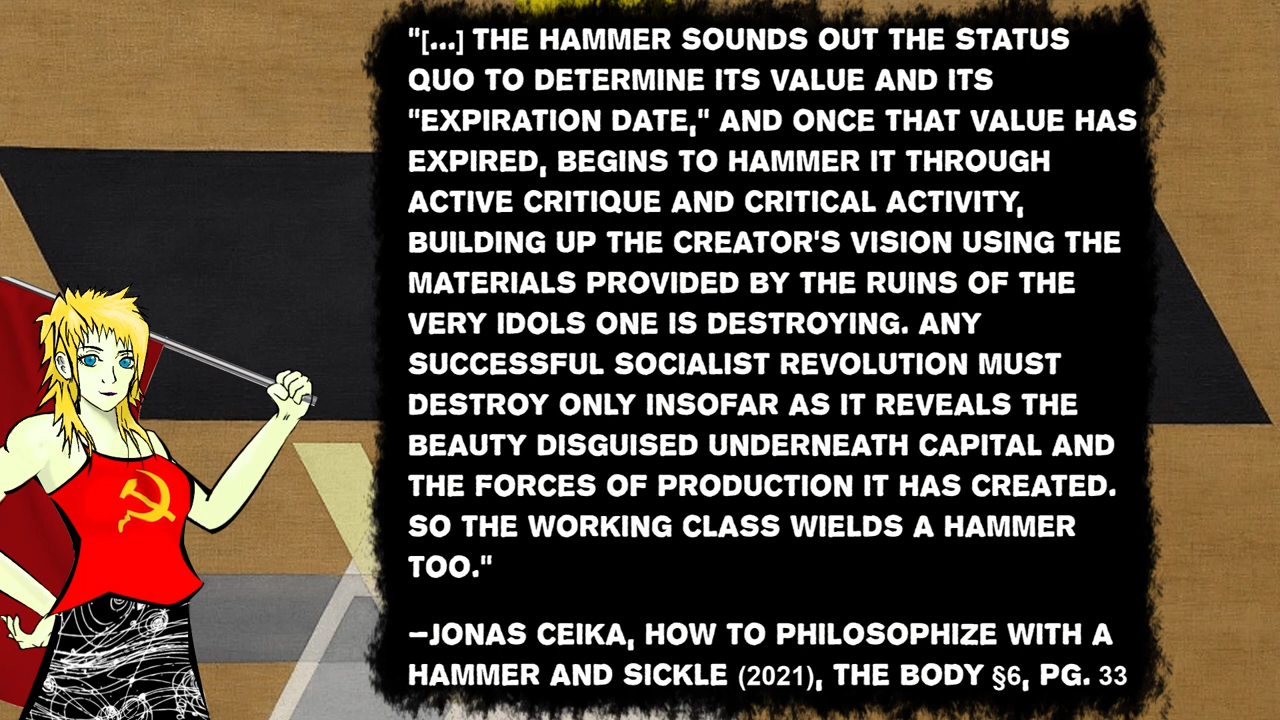 "[...] THE HAMMER SOUNDS OUT THE STATUS
QUO TO DETERMINE ITS VALUE AND ITS
"EXPIRATION DATE," AND ONCE THAT VALUE HAS
EXPIRED, BEGINS TO HAMMER IT THROUGH
ACTIVE CRITIQUE AND CRITICAL ACTIVITY,
BUILDING UP THE CREATOR'S VISION USING THE
MATERIALS PROVIDED BY THE RUINS OF THE
VERY IDOLS ONE IS DESTROYING. ANY
SUCCESSFUL SOCIALIST REVOLUTION MUST
DESTROY ONLY INSOFAR AS IT REVEALS THE
BEAUTY DISGUISED UNDERNEATH CAPITAL AND
THE FORCES OF PRODUCTION IT HAS CREATED.
SO THE WORKING CLASS WIELDS A HAMMER
TOO."
–JONAS CEIKA, HOW TO PHILOSOPHIZE WITH A
HAMMER AND SICKLE (2021), THE BODY §6, PG. 33